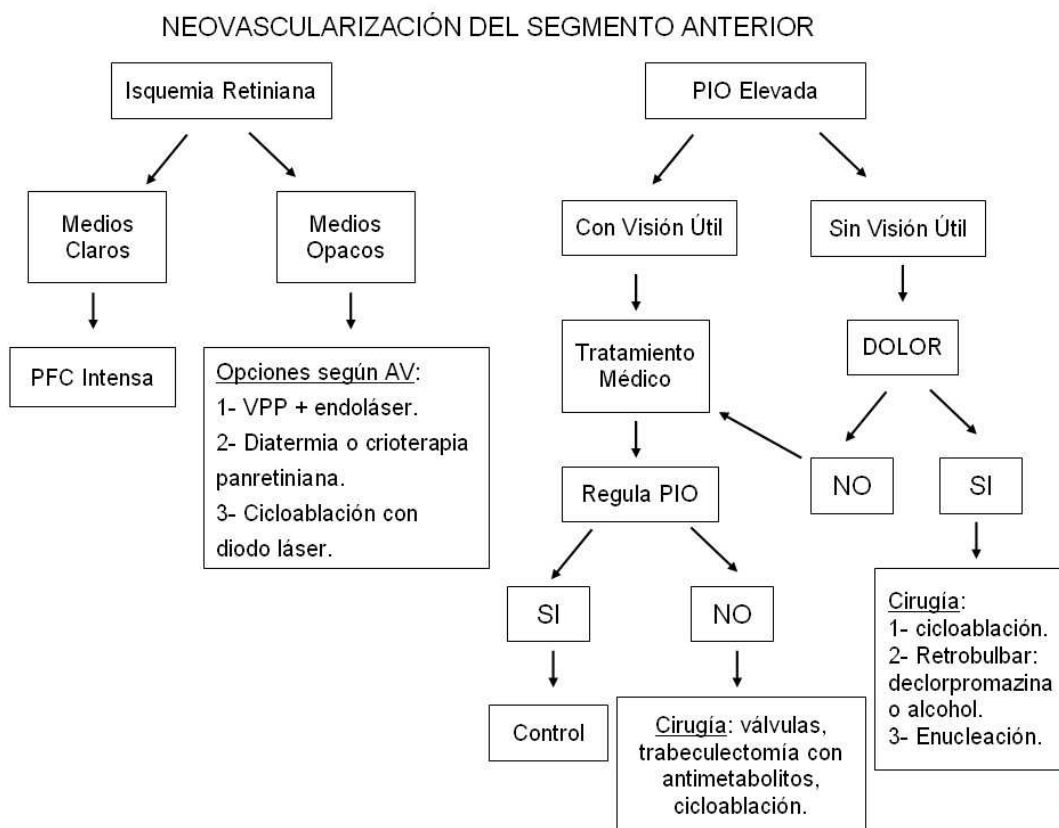 NEOVASCULARIZACIÓN DEL SEGMENTO ANTERIOR
Isquemia Retiniana
PIO Elevada
Medios
Claros
Medios
Opacos
Con Visión Útil
Sin Visión Útil
PFC Intensa
Opciones según AV:
1- VPP + endoláser.
2- Diatermia o crioterapia
panretiniana.
3- Cicloablación con
diodo láser.
Tratamiento
Médico
DOLOR
Regula PIO
NO
SI
SI
NO
Cirugía:
1- cicloablación.
2- Retrobulbar:
declorpromazina
o alcohol.
3- Enucleación.
Control
Cirugía: válvulas,
trabeculectomía con
antimetabolitos,
cicloablación.